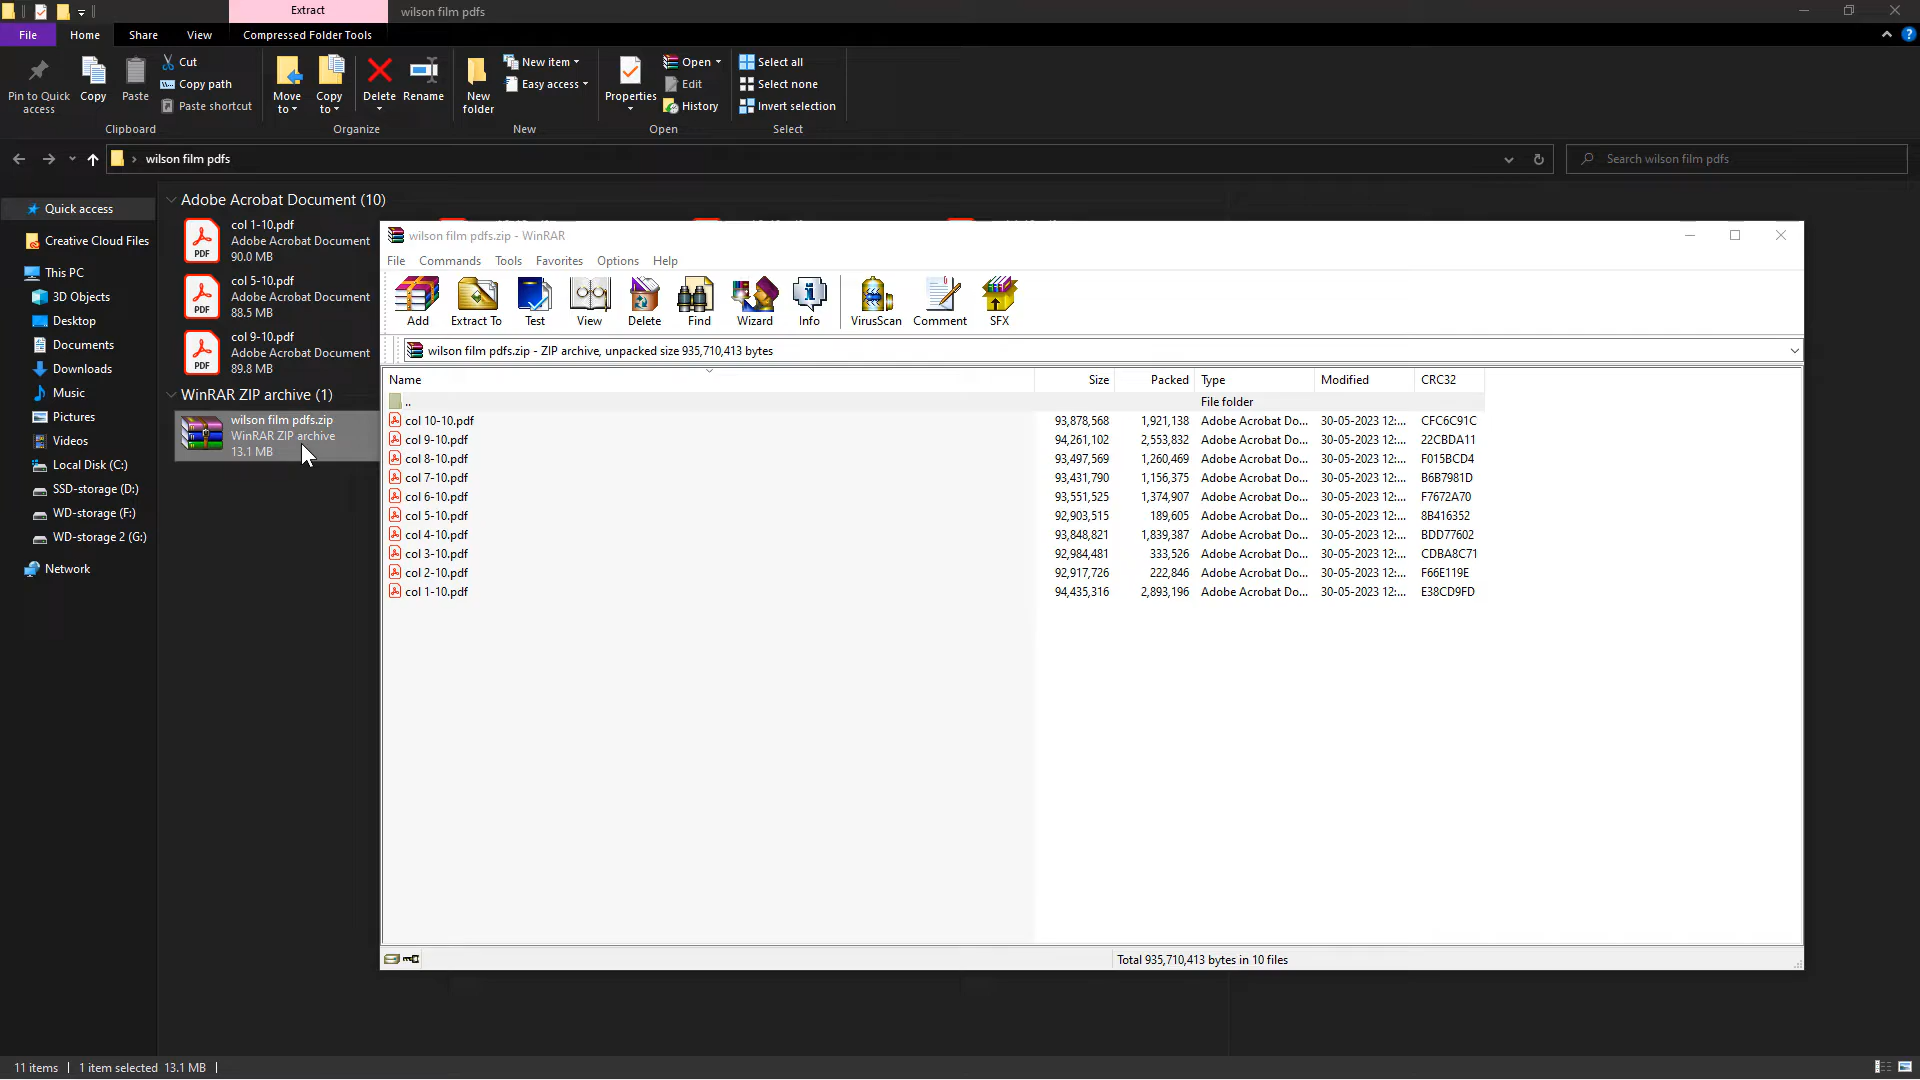 Extract
wilson film pdfs
File
Home
Share
View
Compressed Folder Tools
Pin to Quick access
Copy
Paste
Cut
Copy path
Paste shortcut
Clipboard
Move to
Copy to
Delete
Rename
Organize
New folder
New item
Easy access
New
Properties
Open
Edit
History
Open
Select all
Select none
Invert selection
Select
wilson film pdfs
Search wilson film pdfs
Quick access
Creative Cloud Files
This PC
3D Objects
Desktop
Documents
Downloads
Music
Pictures
Videos
Local Disk (C:)
SSD-storage (D:)
WD-storage (F:)
WD-storage 2 (G:)
Network
Adobe Acrobat Document (10)
PDF
col 1-10.pdf
Adobe Acrobat Document
90.0 MB
PDF
col 5-10.pdf
Adobe Acrobat Document
88.5 MB
PDF
col 9-10.pdf
Adobe Acrobat Document
89.8 MB
WinRAR ZIP archive (1)
wilson film pdfs.zip
WinRAR ZIP archive
13.1 MB
wilson film pdfs.zip - WinRAR
File Commands Tools Favorites Options Help
Add Extract To Test View Delete Find Wizard Info VirusScan Comment SFX
wilson film pdfs.zip - ZIP archive, unpacked size 935,710,413 bytes
Name Size Packed Type Modified CRC32
.. File folder
col 10-10.pdf 93,878,568 1,921,138 Adobe Acrobat Do... 30-05-2023 12:... CFC6C91C
col 9-10.pdf 94,261,102 2,553,832 Adobe Acrobat Do... 30-05-2023 12:... 22CBDA11
col 8-10.pdf 93,497,569 1,260,469 Adobe Acrobat Do... 30-05-2023 12:... F015BCD4
col 7-10.pdf 93,431,790 1,156,375 Adobe Acrobat Do... 30-05-2023 12:... B6B7981D
col 6-10.pdf 93,551,525 1,374,907 Adobe Acrobat Do... 30-05-2023 12:... F7672A70
col 5-10.pdf 92,903,515 189,605 Adobe Acrobat Do... 30-05-2023 12:... 8B416352
col 4-10.pdf 93,848,821 1,839,387 Adobe Acrobat Do... 30-05-2023 12:... BDD77602
col 3-10.pdf 92,984,481 333,526 Adobe Acrobat Do... 30-05-2023 12:... CDBA8C71
col 2-10.pdf 92,917,726 222,846 Adobe Acrobat Do... 30-05-2023 12:... F66E119E
col 1-10.pdf 94,435,316 2,893,196 Adobe Acrobat Do... 30-05-2023 12:... E38CD9FD
Total 935,710,413 bytes in 10 files
11 items 1 item selected 13.1 MB